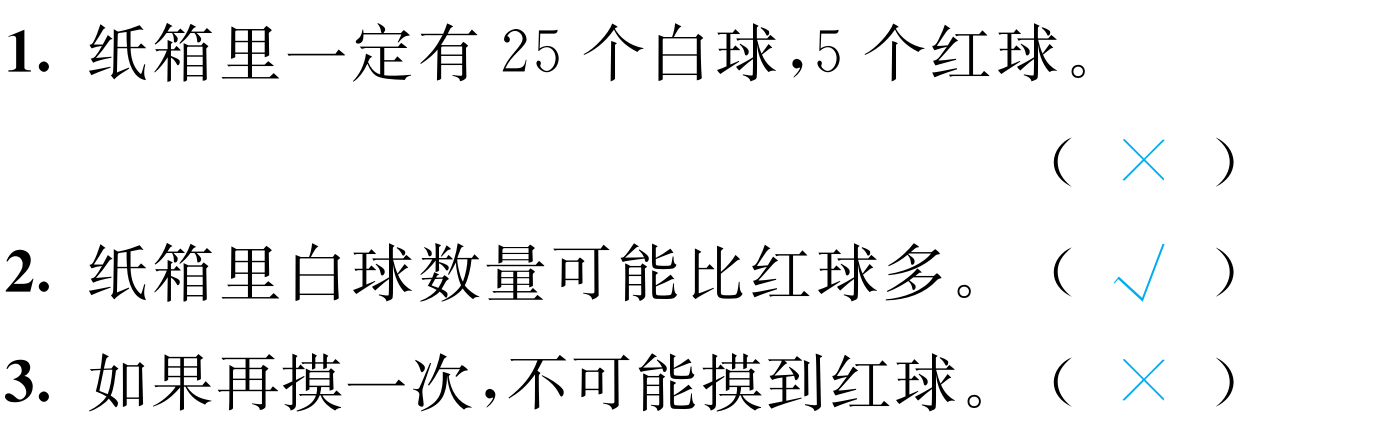 1. 纸箱里一定有 25 个白球,5 个红球。
( × )
2. 纸箱里白球数量可能比红球多。( √ )
3. 如果再摸一次,不可能摸到红球。( × )